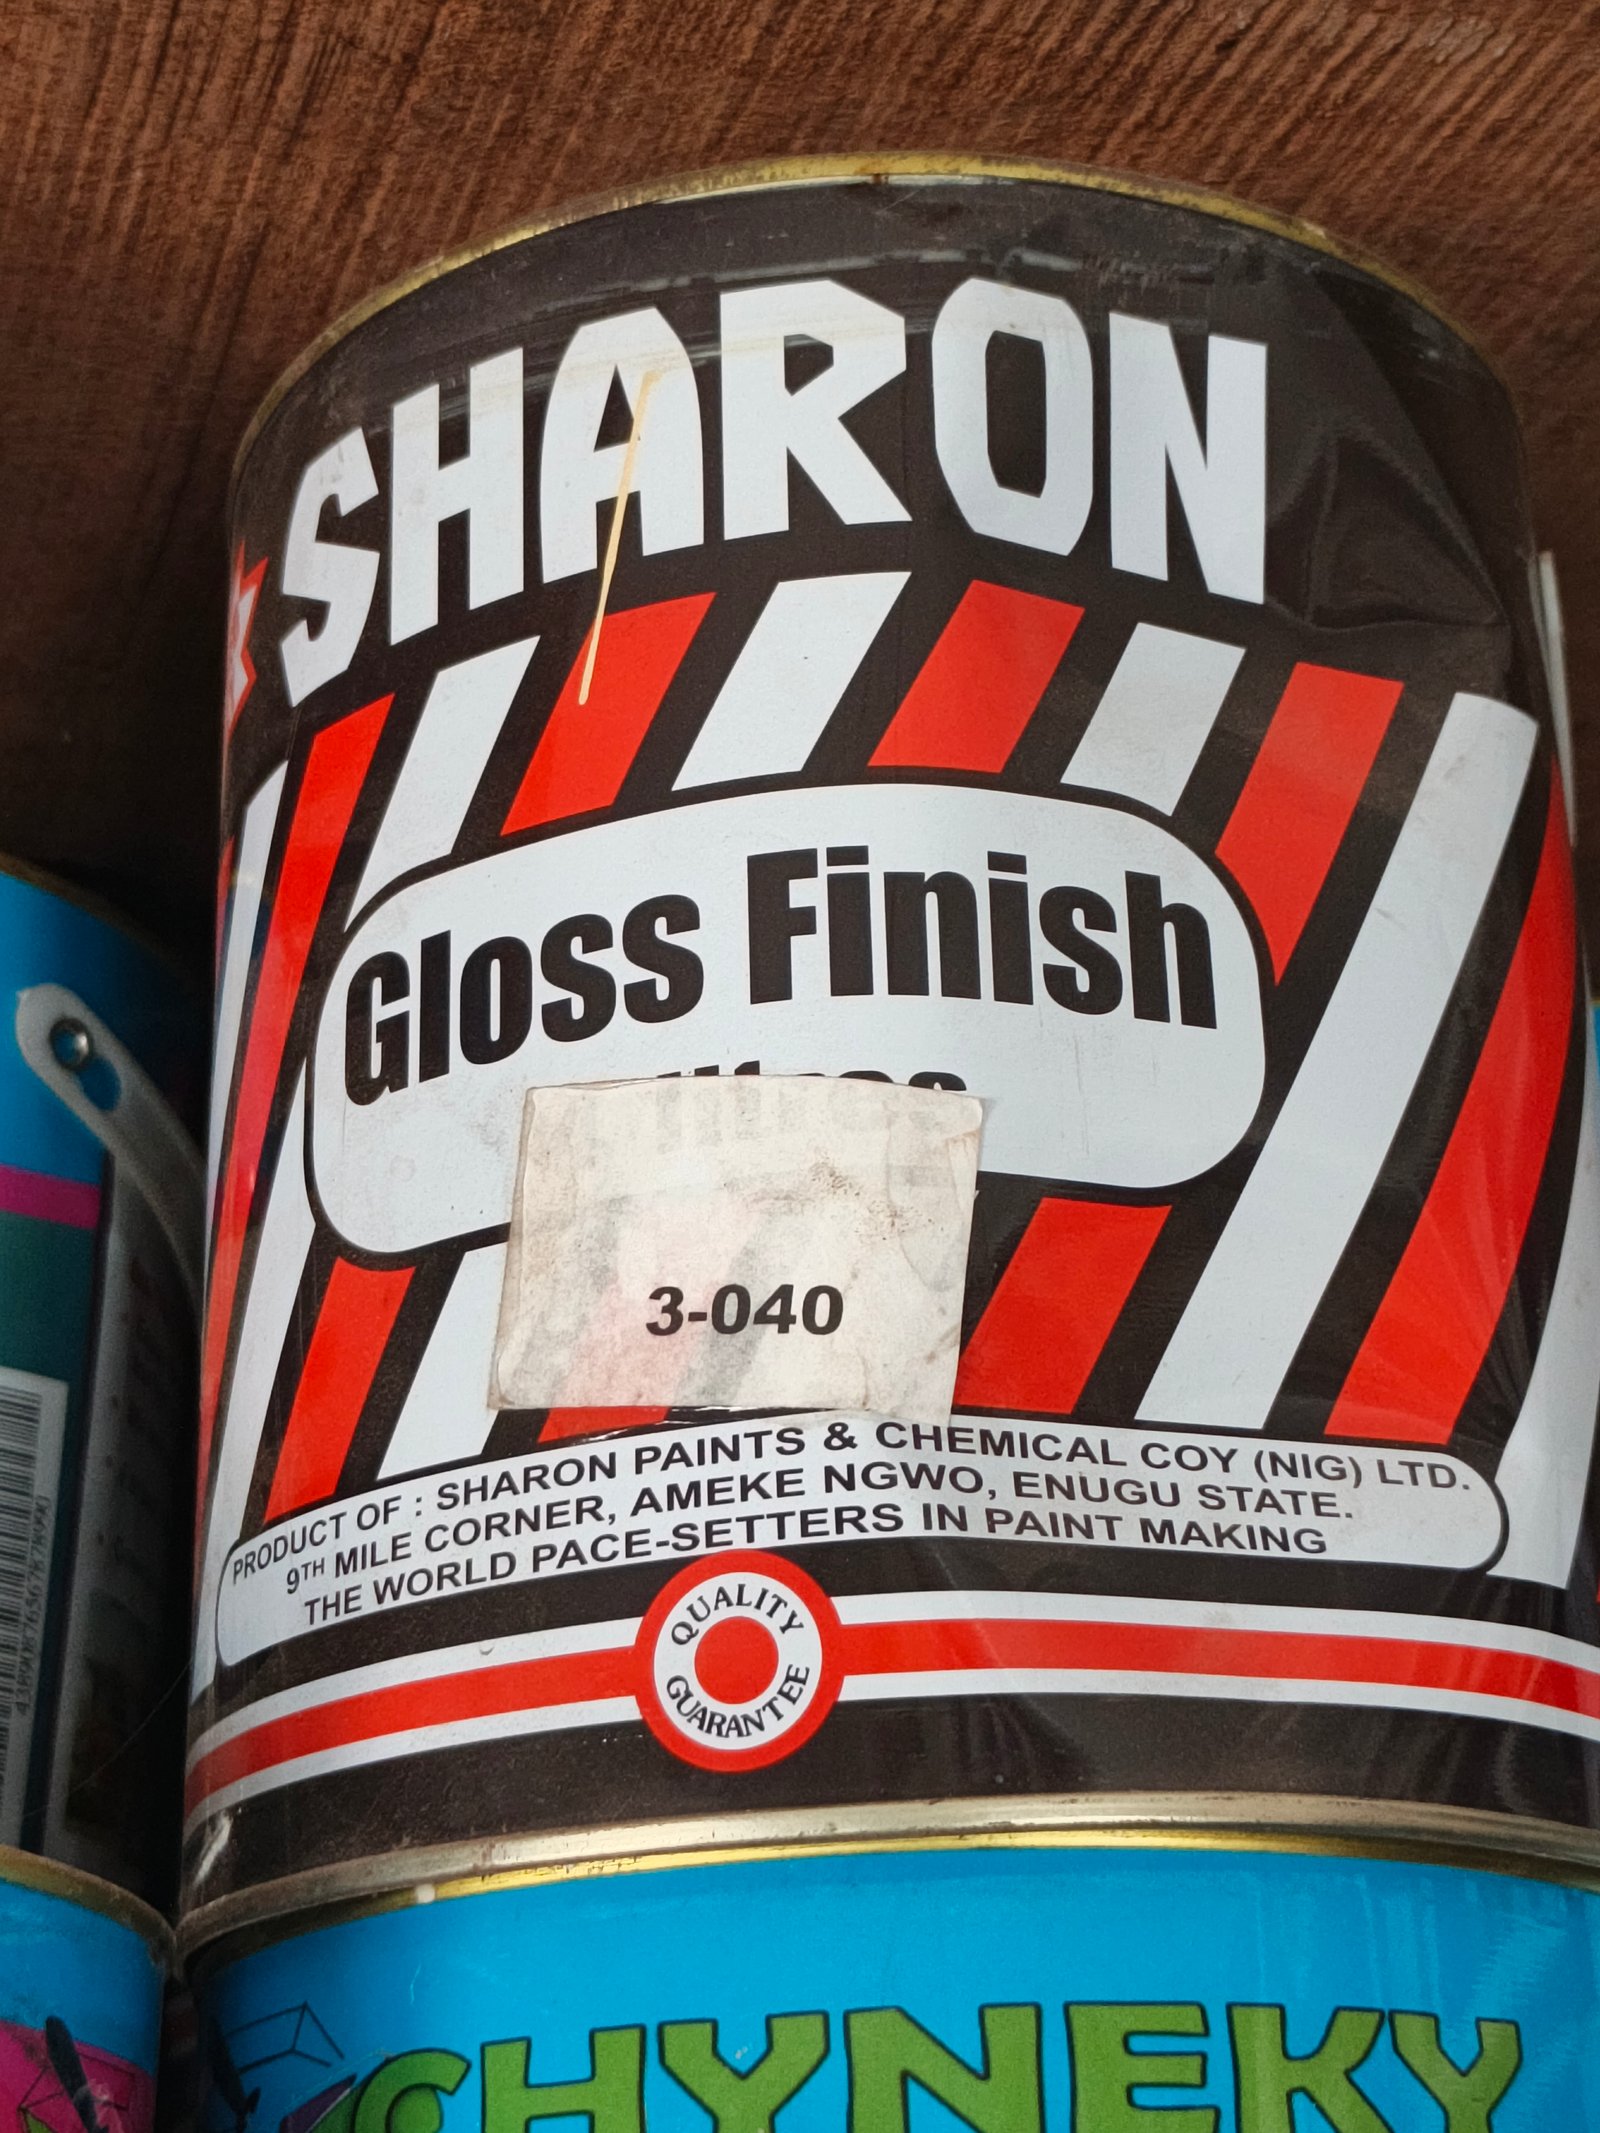 SHARON
Gloss Finish
3-040
PRODUCT OF : SHARON PAINTS & CHEMICAL COY (NIG) LTD.
9TH MILE CORNER, AMEKE NGWO, ENUGU STATE.
THE WORLD PACE-SETTERS IN PAINT MAKING
QUALITY
GUARANTEE
CHYNEKY